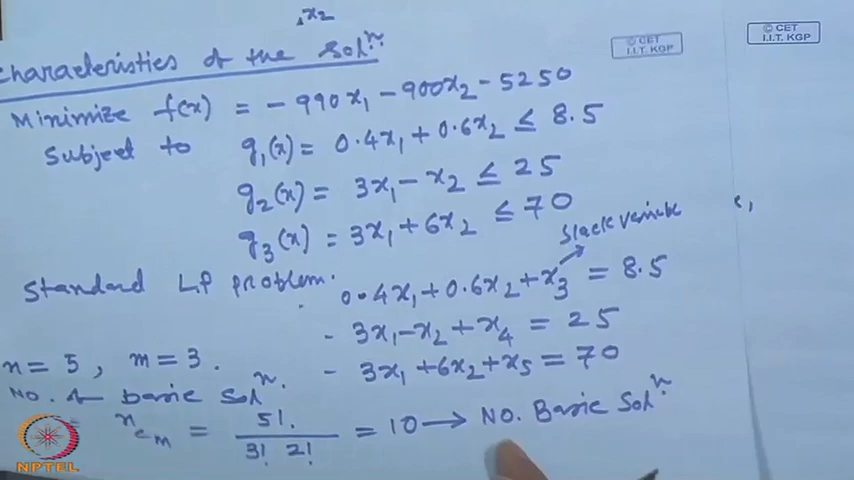 x2
© CET
I.I.T. KGP
© CET
I.I.T. KGP
Characteristics of the Solⁿ.
Minimize f(x) = - 990x1 - 900x2 - 5250
Subject to g1(x) = 0.4x1 + 0.6x2 ≤ 8.5
g2(x) = 3x1 - x2 ≤ 25
g3(x) = 3x1 + 6x2 ≤ 70
Slack variable
Standard LP problem.
0.4x1 + 0.6x2 + x3 = 8.5
- 3x1 - x2 + x4 = 25
n = 5, m = 3.
- 3x1 + 6x2 + x5 = 70
No. of basic Solⁿ.
= nCm = 5!. / 3! 2! = 10 → No. Basic Solⁿ.
NPTEL